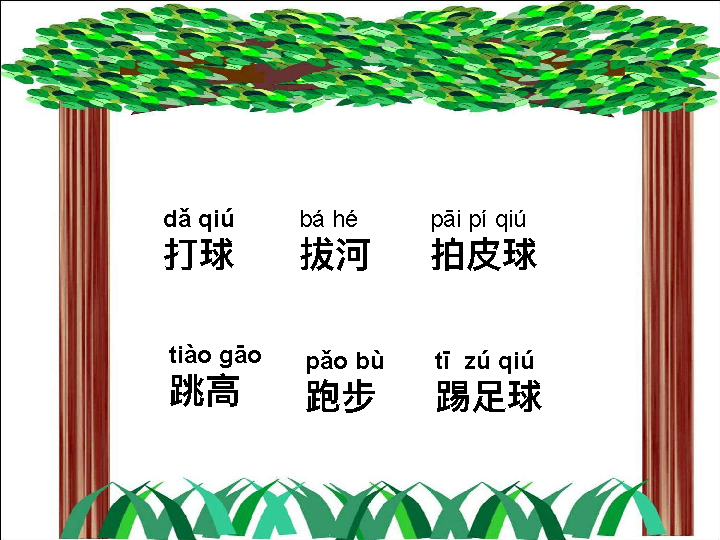 dǎ qiú bá hé pāi pí qiú
打球 拔河 拍皮球
tiào gāo pǎo bù tī zú qiú
跳高 跑步 踢足球